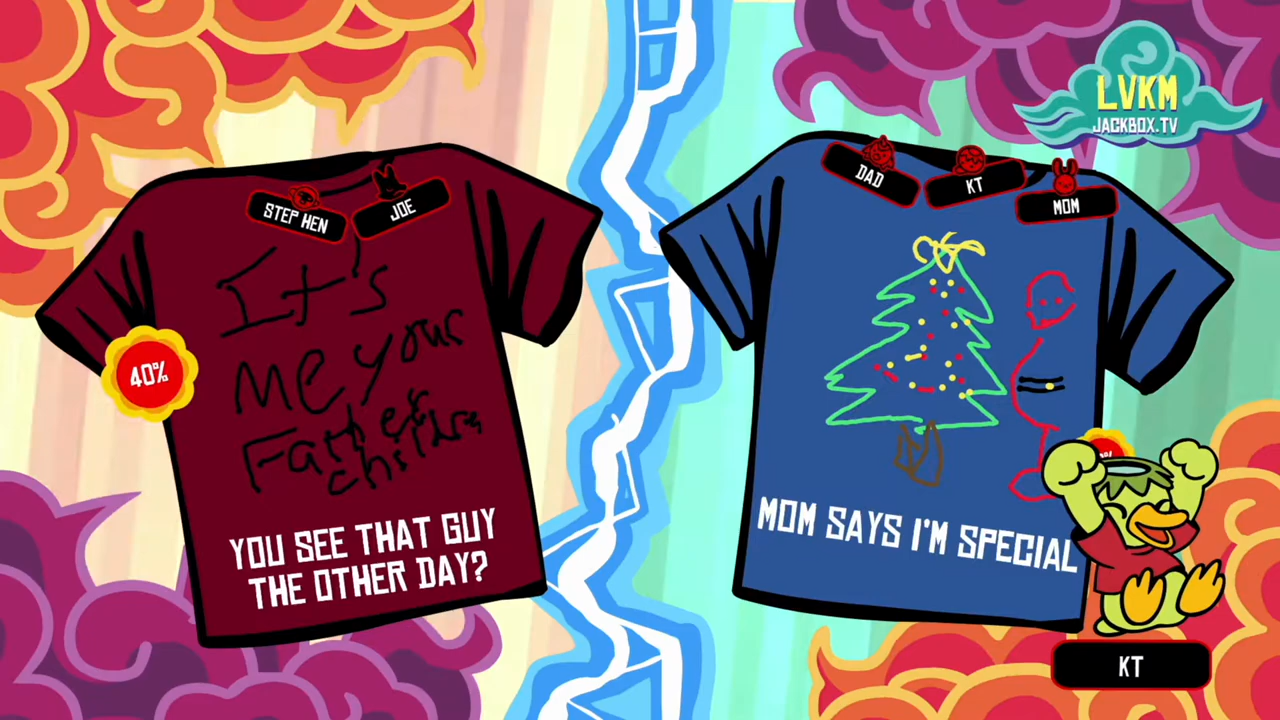 LVKM
JACKBOX.TV
STEP HEN
JOE
DAD
KT
MOM
It's
me your
Father
40%
YOU SEE THAT GUY
THE OTHER DAY?
MOM SAYS I'M SPECIAL
KT